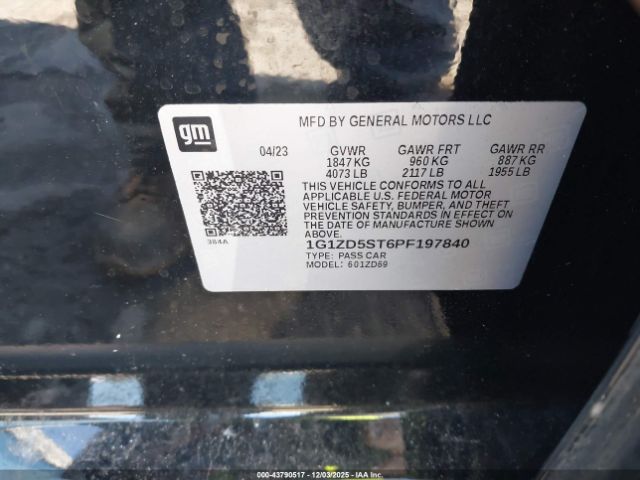 gm
MFD BY GENERAL MOTORS LLC
04/23 GVWR GAWR FRT GAWR RR
1847 KG 960 KG 887 KG
4073 LB 2117 LB 1955 LB
THIS VEHICLE CONFORMS TO ALL
APPLICABLE U.S. FEDERAL MOTOR
VEHICLE SAFETY, BUMPER, AND THEFT
PREVENTION STANDARDS IN EFFECT ON
THE DATE OF MANUFACTURE SHOWN
ABOVE.
384A
1G1ZD5ST6PF197840
TYPE: PASS CAR
MODEL: 601ZD69
000-43790517 - 12/03/2025 - IAA Inc.